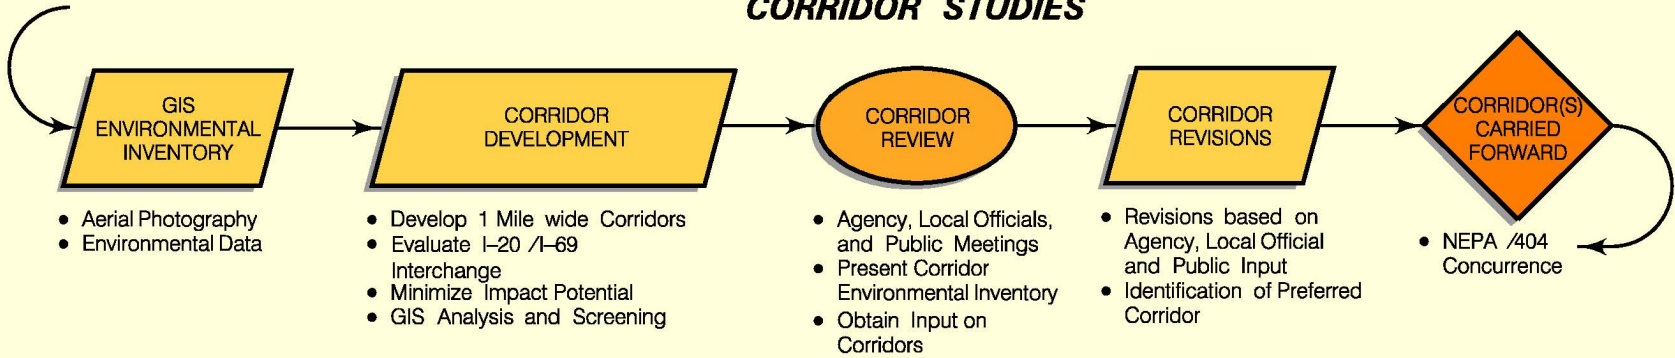 CORRIDOR STUDIES
GIS
ENVIRONMENTAL
INVENTORY
• Aerial Photography
• Environmental Data
CORRIDOR
DEVELOPMENT
• Develop 1 Mile wide Corridors
• Evaluate I-20 /I-69
Interchange
• Minimize Impact Potential
• GIS Analysis and Screening
CORRIDOR
REVIEW
• Agency, Local Officials,
and Public Meetings
• Present Corridor
Environmental Inventory
• Obtain Input on
Corridors
CORRIDOR
REVISIONS
• Revisions based on
Agency, Local Official
and Public Input
• Identification of Preferred
Corridor
CORRIDOR(S)
CARRIED
FORWARD
• NEPA /404
Concurrence